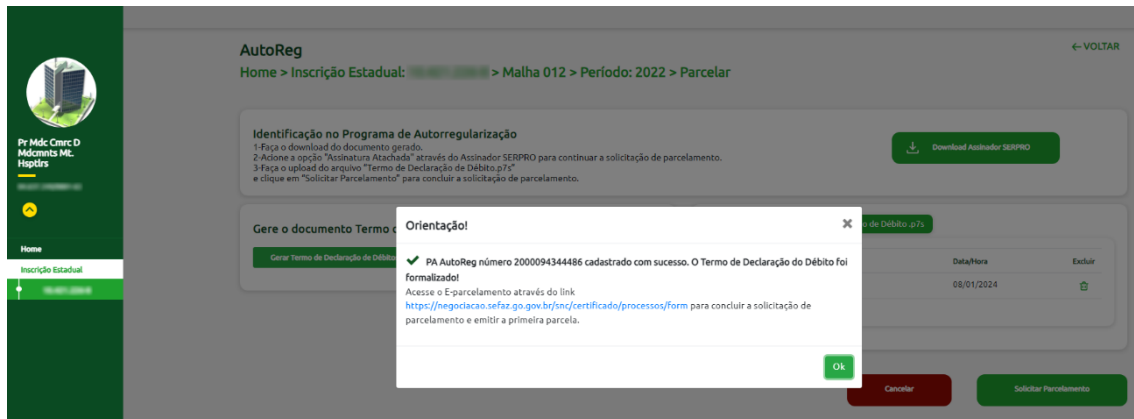 AutoReg
← VOLTAR
Home > Inscrição Estadual: > Malha 012 > Período: 2022 > Parcelar
Pr Mdc Cmrc D
Mdcmnts Mt.
Hsptlrs
Home
Inscrição Estadual
Identificação no Programa de Autorregularização
1-Faça o download do documento gerado.
2-Acione a opção "Assinatura Atachada" através do Assinador SERPRO para continuar a solicitação de parcelamento.
3-Faça o upload do arquivo "Termo de Declaração de Débito.p7s"
e clique em "Solicitar Parcelamento" para concluir a solicitação de parcelamento.
Download Assinador SERPRO
Gere o documento Termo
Gerar Termo de Declaração de Débito
o de Débito .p7s
Data/Hora Excluir
08/01/2024
Orientação! ×
✔ PA AutoReg número 2000094344486 cadastrado com sucesso. O Termo de Declaração do Débito foi
formalizado!
Acesse o E-parcelamento através do link
https://negociacao.sefaz.go.gov.br/snc/certificado/processos/form para concluir a solicitação de
parcelamento e emitir a primeira parcela.
Ok
Cancelar
Solicitar Parcelamento